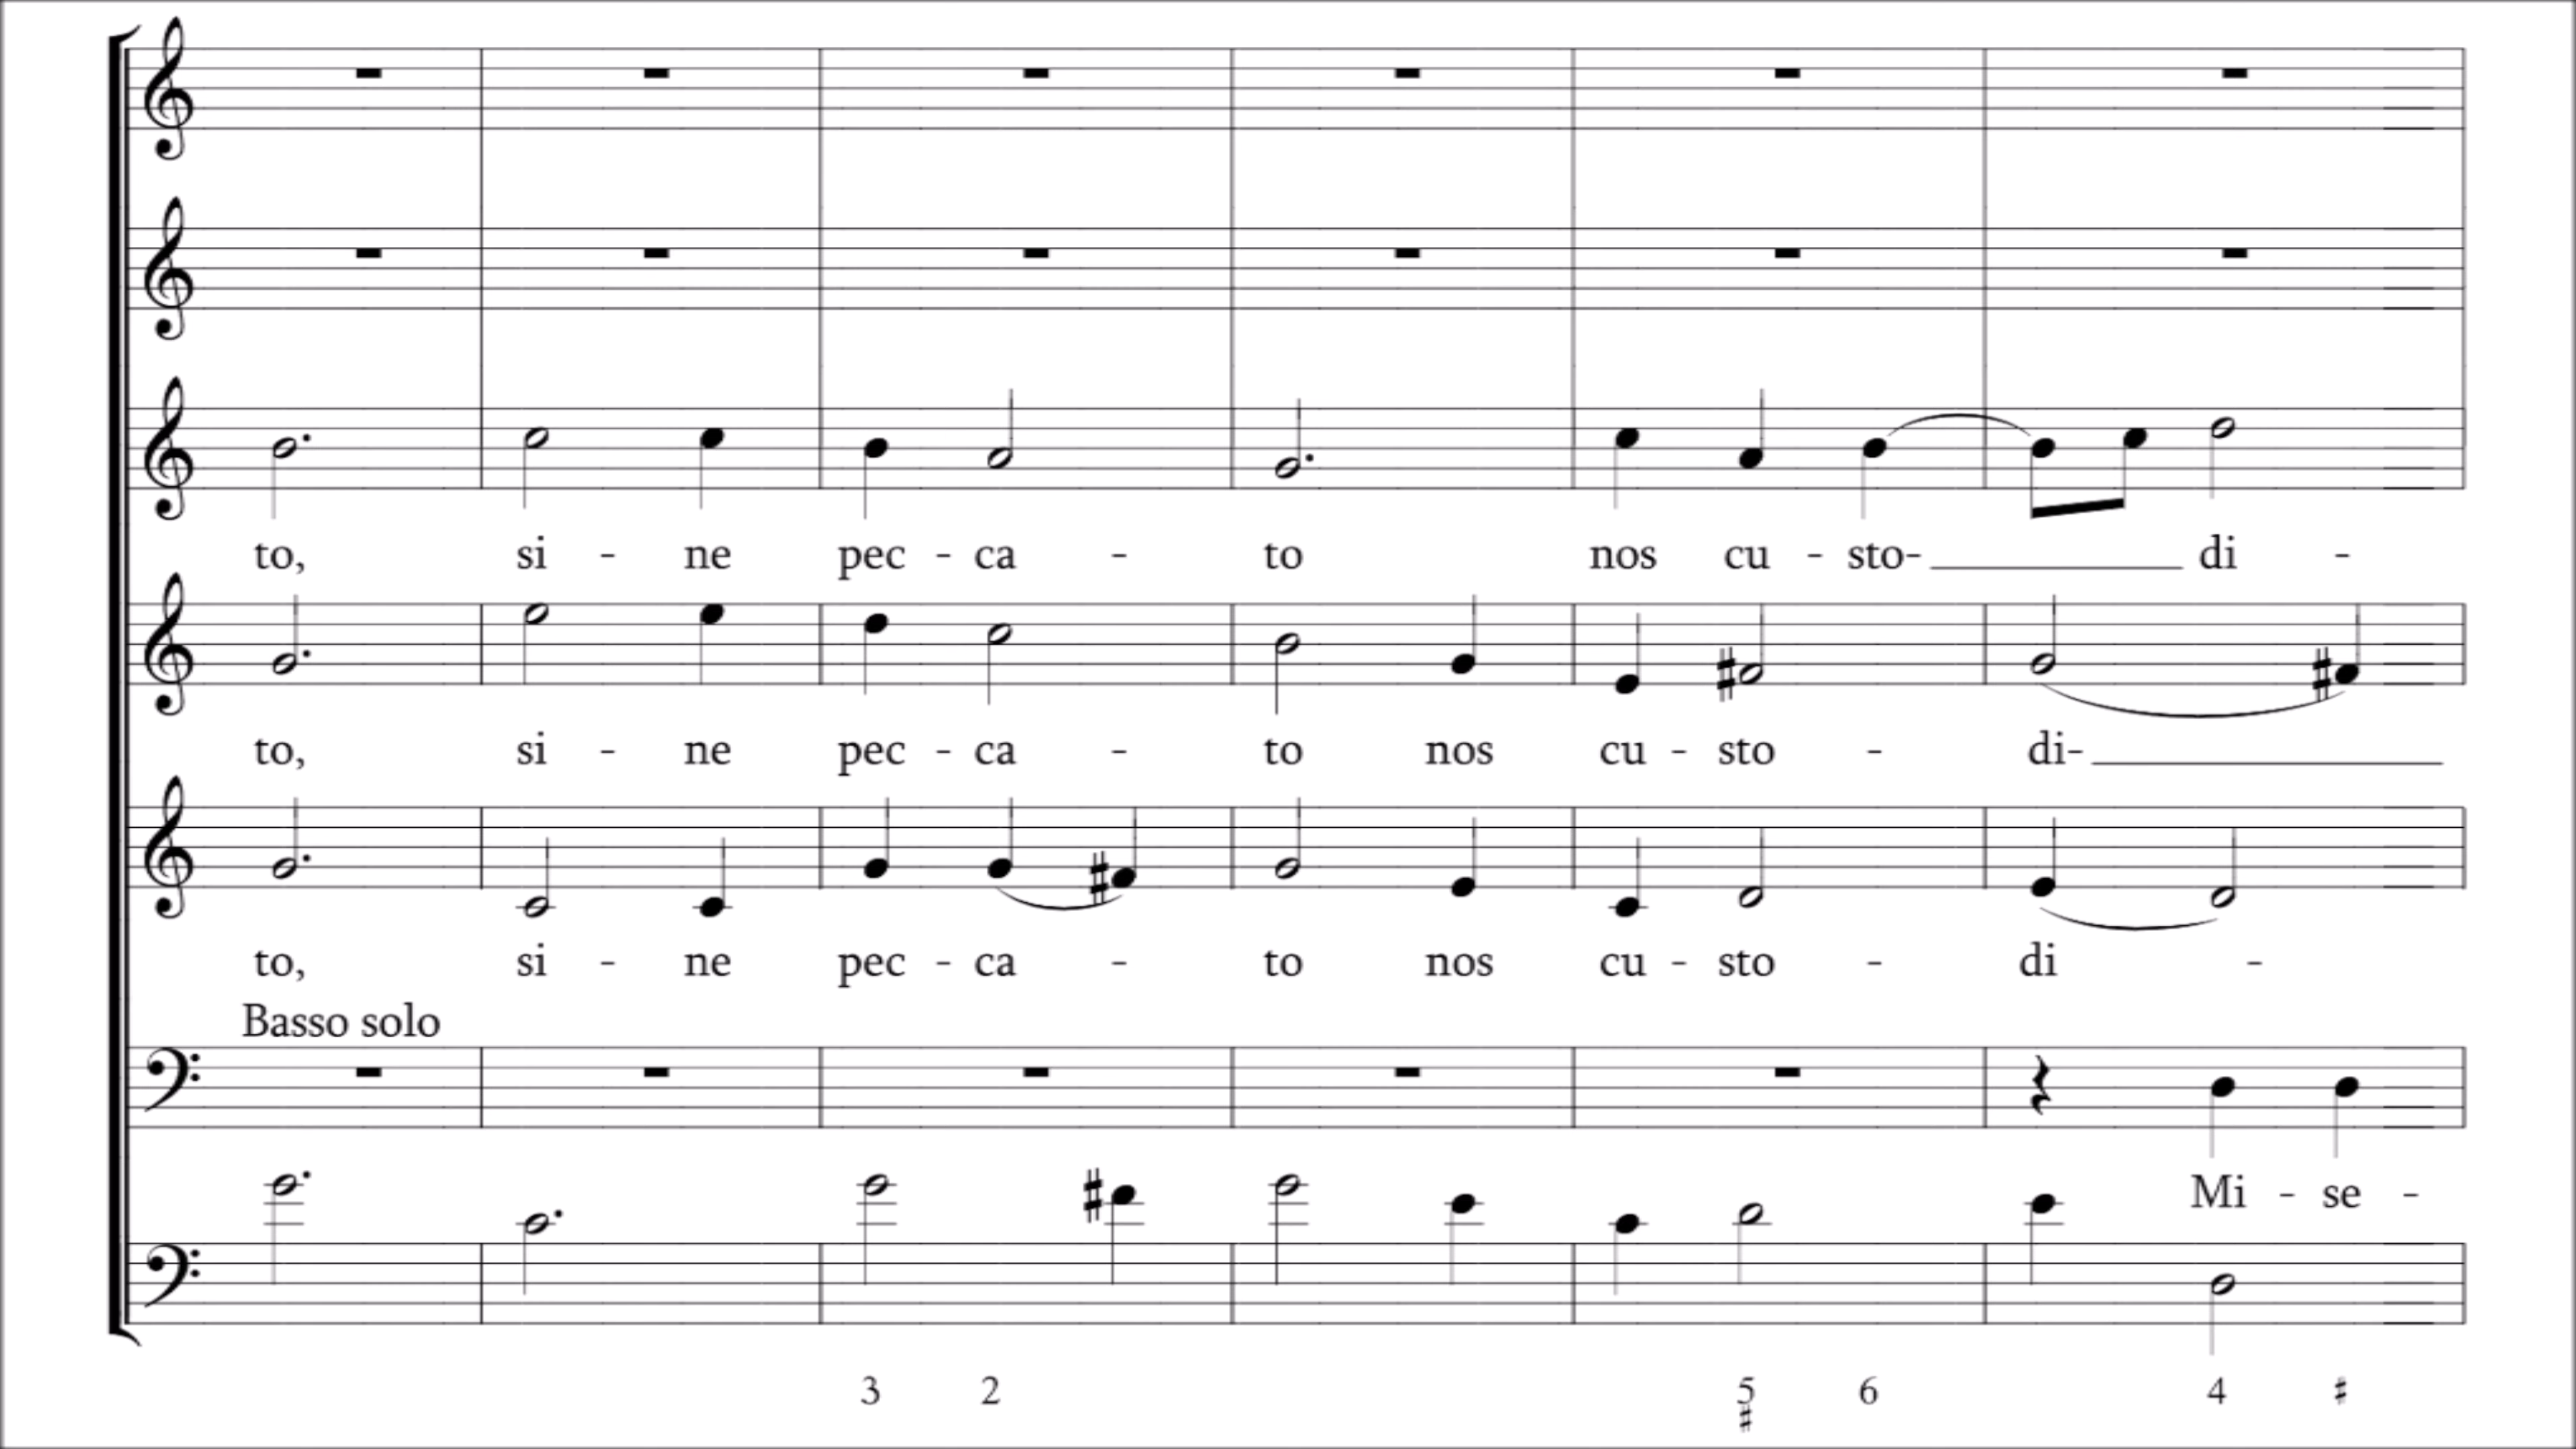 to, si - ne pec - ca - to nos cu - sto- di -
to, si - ne pec - ca - to nos cu - sto - di-
to, si - ne pec - ca - to nos cu - sto - di -
Basso solo
Mi - se -
3 2 5 6 4 ♯
♯